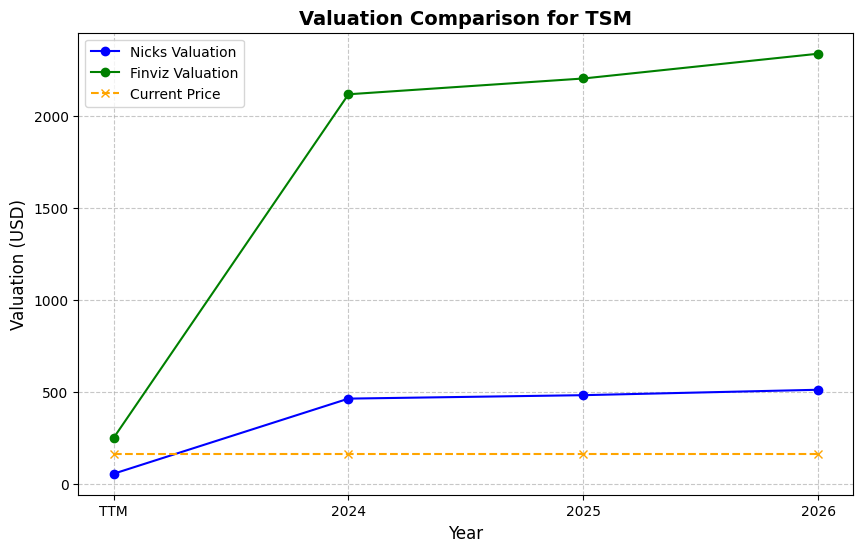 Valuation Comparison for TSM
Nicks Valuation
Finviz Valuation
Current Price
Valuation (USD)
2000
1500
1000
500
0
TTM 2024 2025 2026
Year